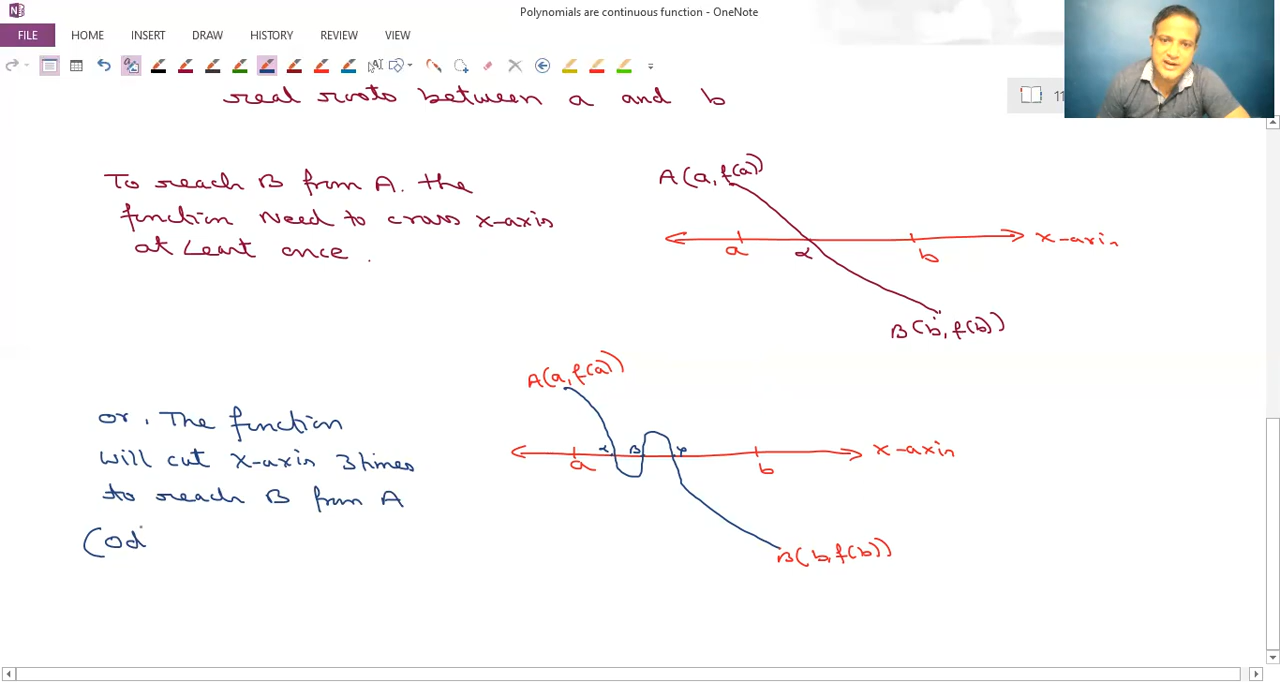 Polynomials are continuous function - OneNote
FILE HOME INSERT DRAW HISTORY REVIEW VIEW
real roots between a and b
11
To reach B from A. the
function need to cross x-axis
at Least once .
A(a, f(a))
a α b x-axis
B(b, f(b))
or, The function
will cut x-axis 3 times
to reach B from A
(od
A(a, f(a))
a α B γ b x-axis
B(b, f(b))